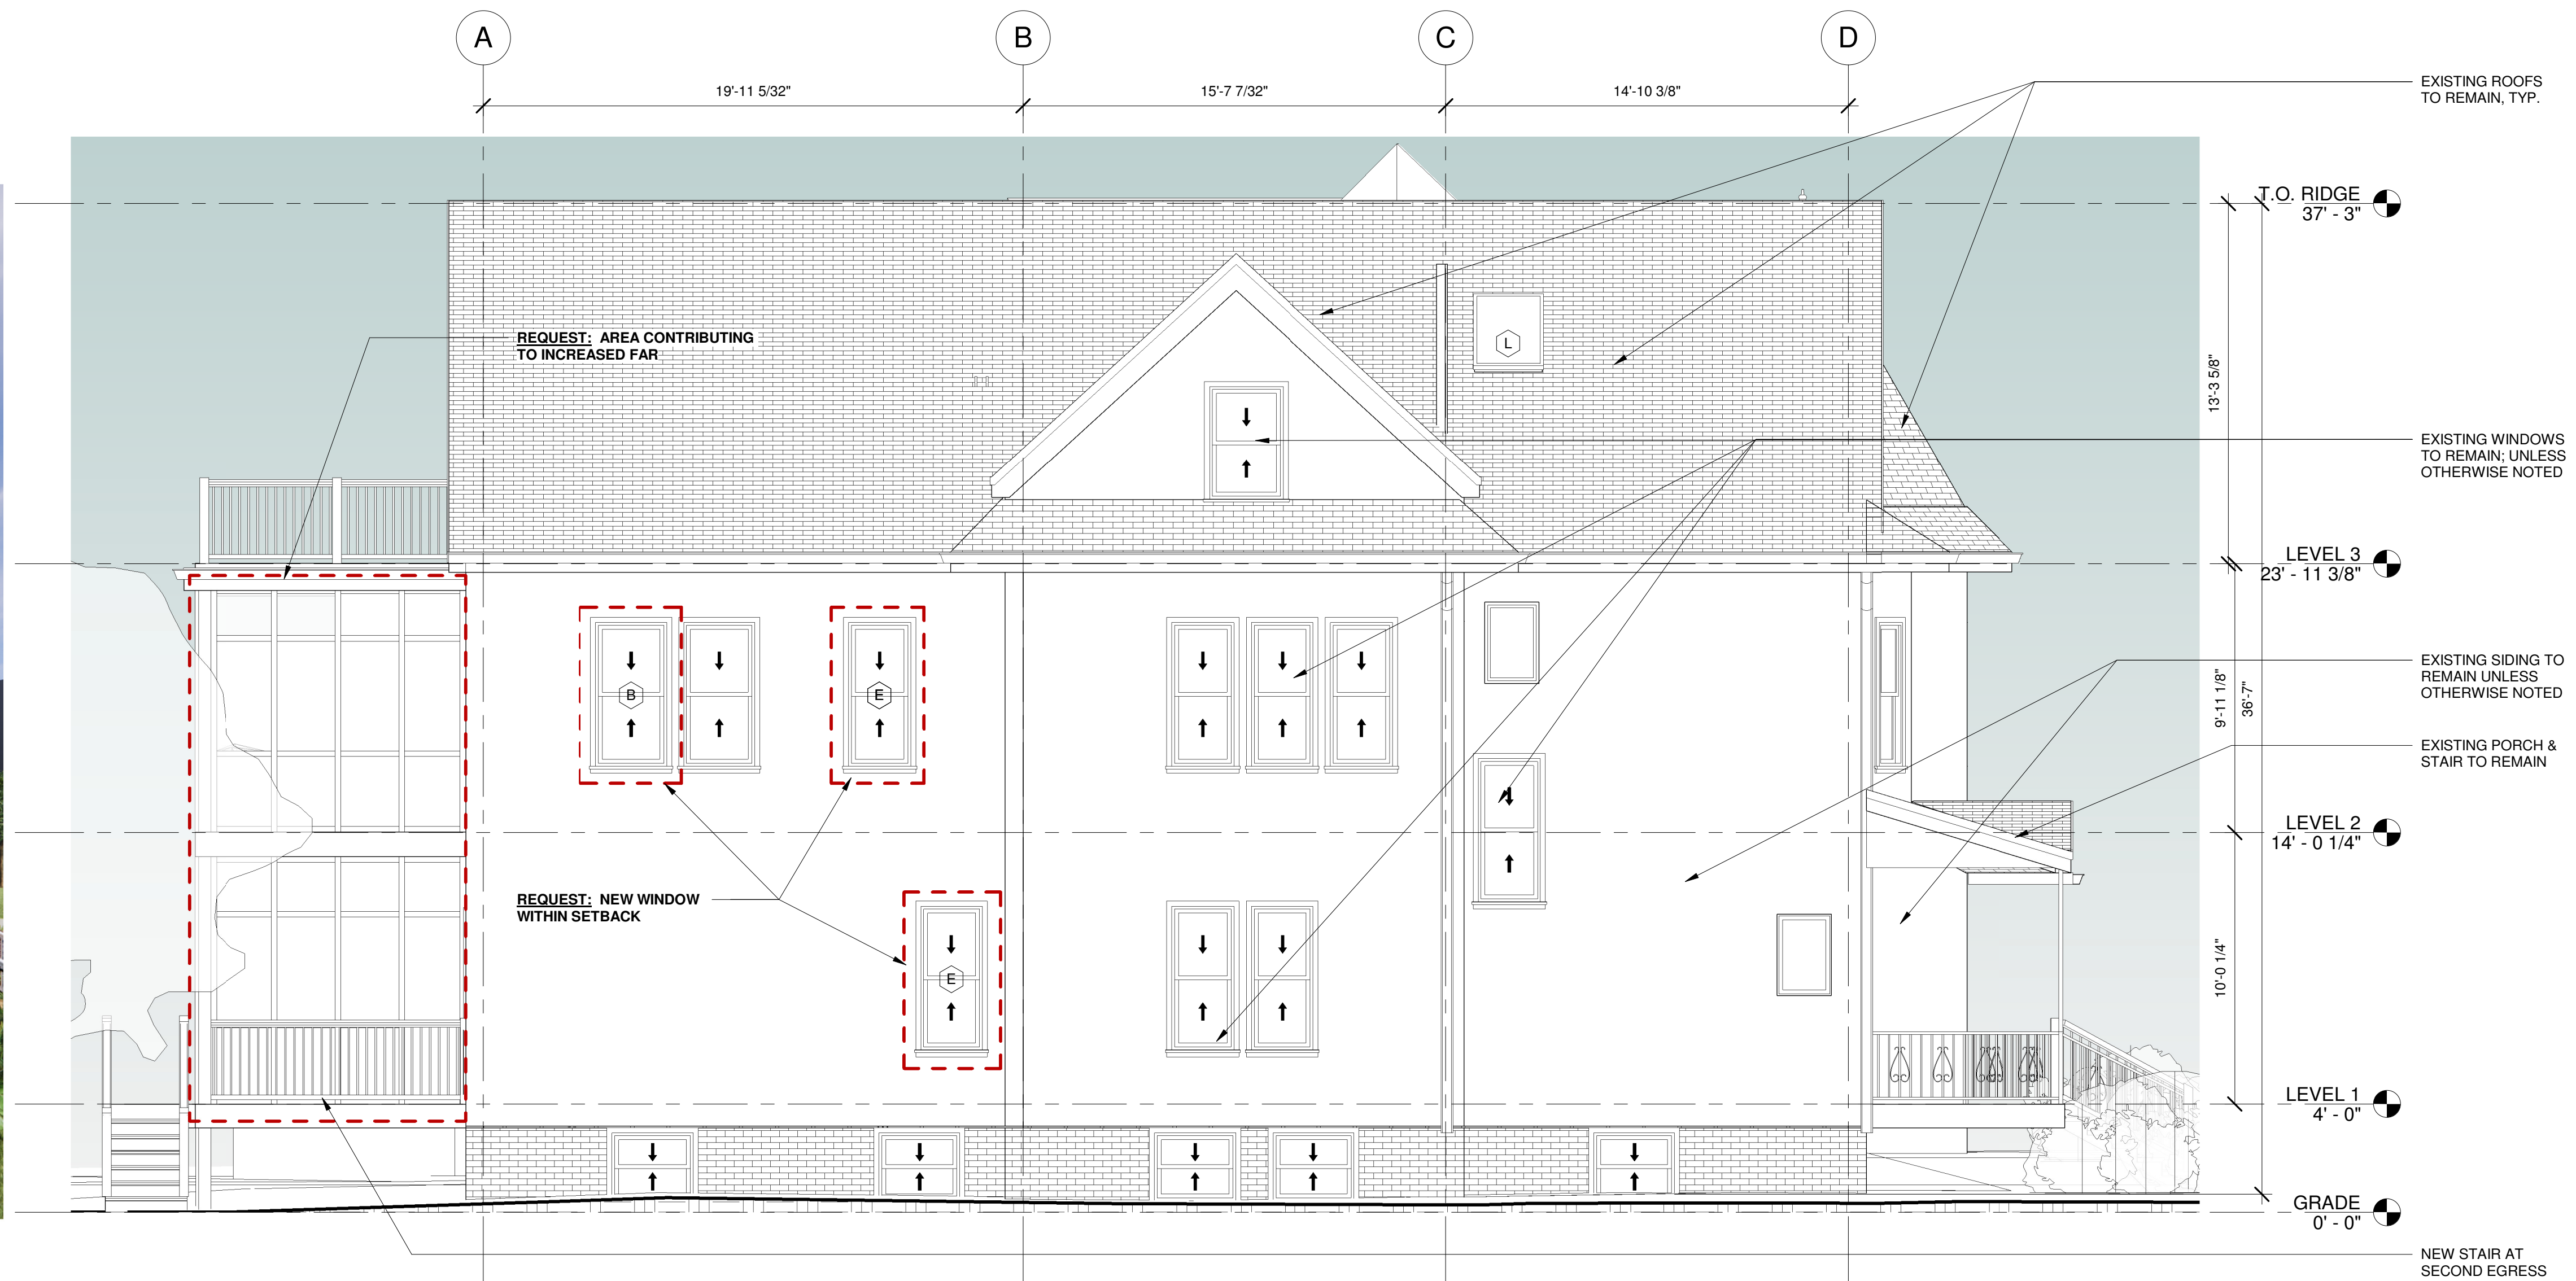 A
B
C
D
19'-11 5/32"
15'-7 7/32"
14'-10 3/8"
EXISTING ROOFS
TO REMAIN, TYP.
T.O. RIDGE
37' - 3"
REQUEST: AREA CONTRIBUTING
TO INCREASED FAR
L
13'-3 5/8"
EXISTING WINDOWS
TO REMAIN; UNLESS
OTHERWISE NOTED
LEVEL 3
23' - 11 3/8"
B
E
9'-11 1/8"
36'-7"
EXISTING SIDING TO
REMAIN UNLESS
OTHERWISE NOTED
EXISTING PORCH &
STAIR TO REMAIN
LEVEL 2
14' - 0 1/4"
REQUEST: NEW WINDOW
WITHIN SETBACK
E
10'-0 1/4"
LEVEL 1
4' - 0"
GRADE
0' - 0"
NEW STAIR AT
SECOND EGRESS